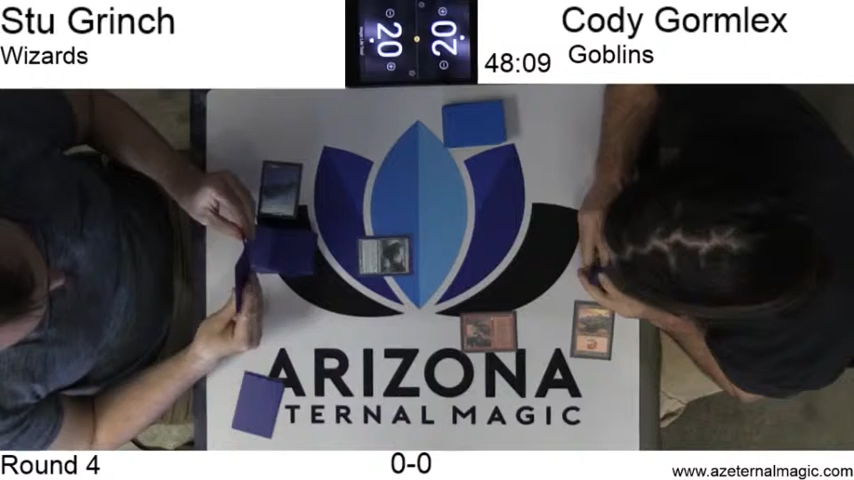 Stu Grinch
Wizards
20
20
48:09
Cody Gormlex
Goblins
ARIZONA
TERNAL MAGIC
Round 4
0-0
www.azeternalmagic.com